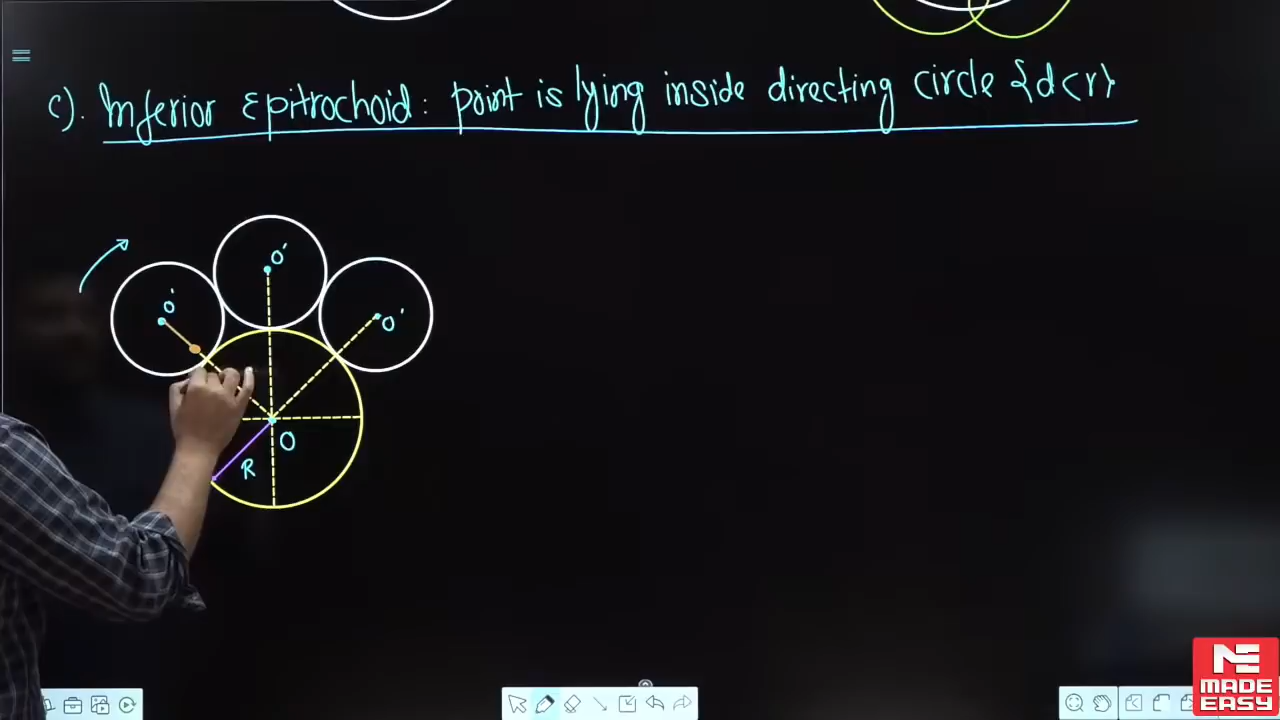 c). Inferior Epitrochoid: point is lying inside directing circle {d<r}
O'
O'
O'
O
R
MADE
EASY